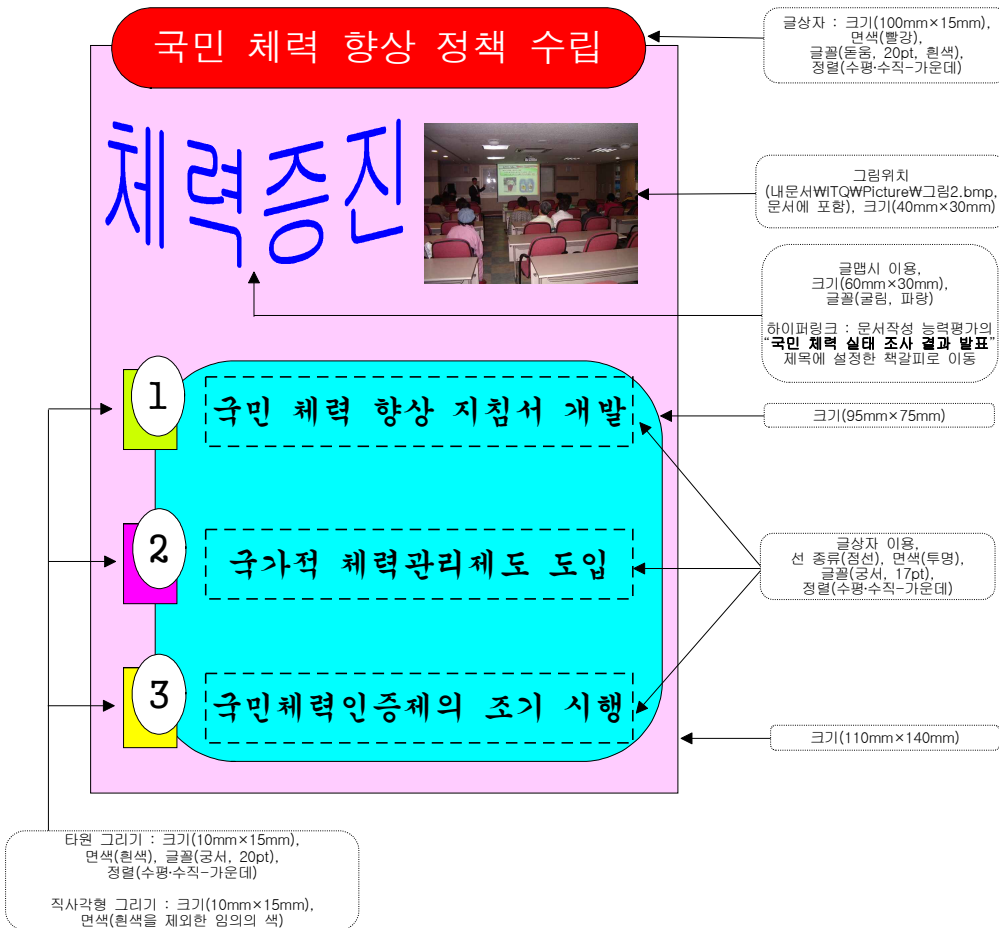 국민 체력 향상 정책 수립
글상자 : 크기(100mm×15mm),
면색(빨강),
글꼴(돋움, 20pt, 흰색),
정렬(수평·수직-가운데)
체력증진
그림위치
(내문서₩ITQ₩Picture₩그림2.bmp,
문서에 포함), 크기(40mm×30mm)
글맵시 이용,
크기(60mm×30mm),
글꼴(굴림, 파랑)
하이퍼링크 : 문서작성 능력평가의
"국민 체력 실태 조사 결과 발표"
제목에 설정한 책갈피로 이동
1
국민 체력 향상 지침서 개발
크기(95mm×75mm)
2
국가적 체력관리제도 도입
글상자 이용,
선 종류(점선), 면색(투명),
글꼴(궁서, 17pt),
정렬(수평·수직-가운데)
3
국민체력인증제의 조기 시행
크기(110mm×140mm)
타원 그리기 : 크기(10mm×15mm),
면색(흰색), 글꼴(궁서, 20pt),
정렬(수평·수직-가운데)
직사각형 그리기 : 크기(10mm×15mm),
면색(흰색을 제외한 임의의 색)